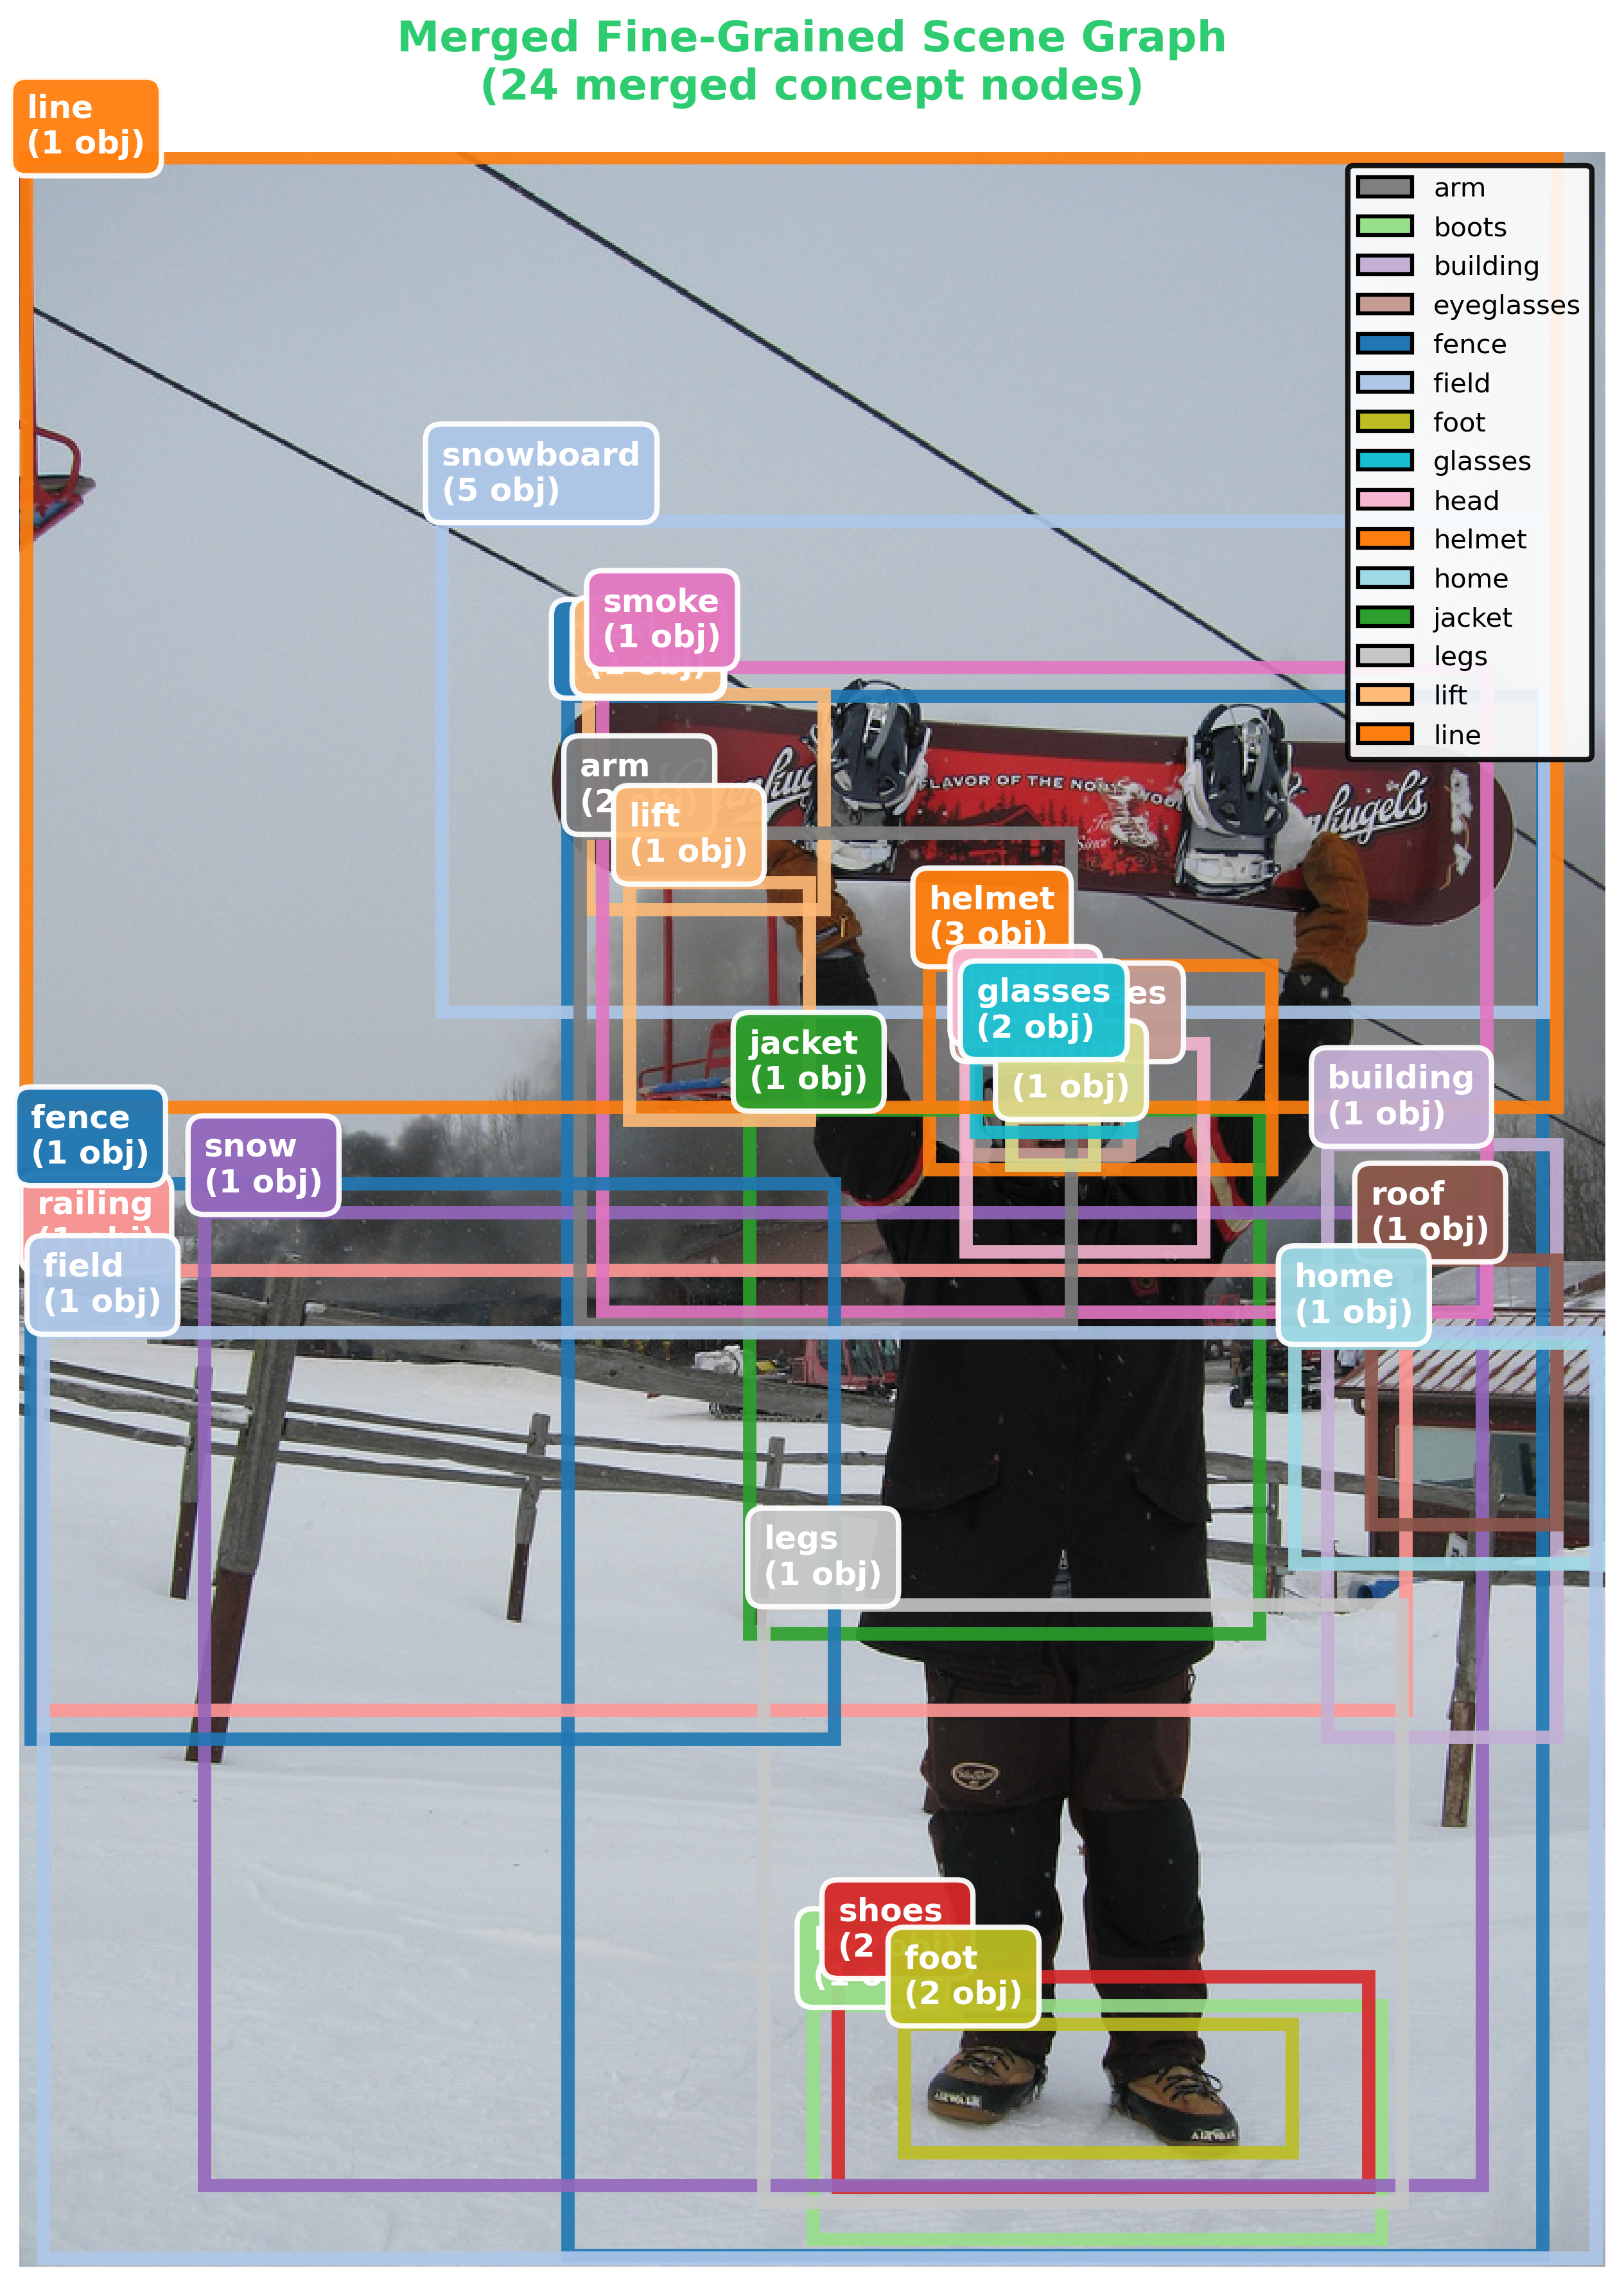 Merged Fine-Grained Scene Graph
(24 merged concept nodes)
line
(1 obj)
arm
boots
building
eyeglasses
fence
field
foot
glasses
head
helmet
home
jacket
legs
lift
line
snowboard
(5 obj)
smoke
(1 obj)
arm
lift
(1 obj)
FLAVOR OF THE
helmet
(3 obj)
glasses
(2 obj)
es
(1 obj)
jacket
(1 obj)
building
(1 obj)
fence
(1 obj)
snow
(1 obj)
railing
roof
(1 obj)
field
(1 obj)
home
(1 obj)
legs
(1 obj)
shoes
(2
foot
(2 obj)
AIRWALK
AIRWALK